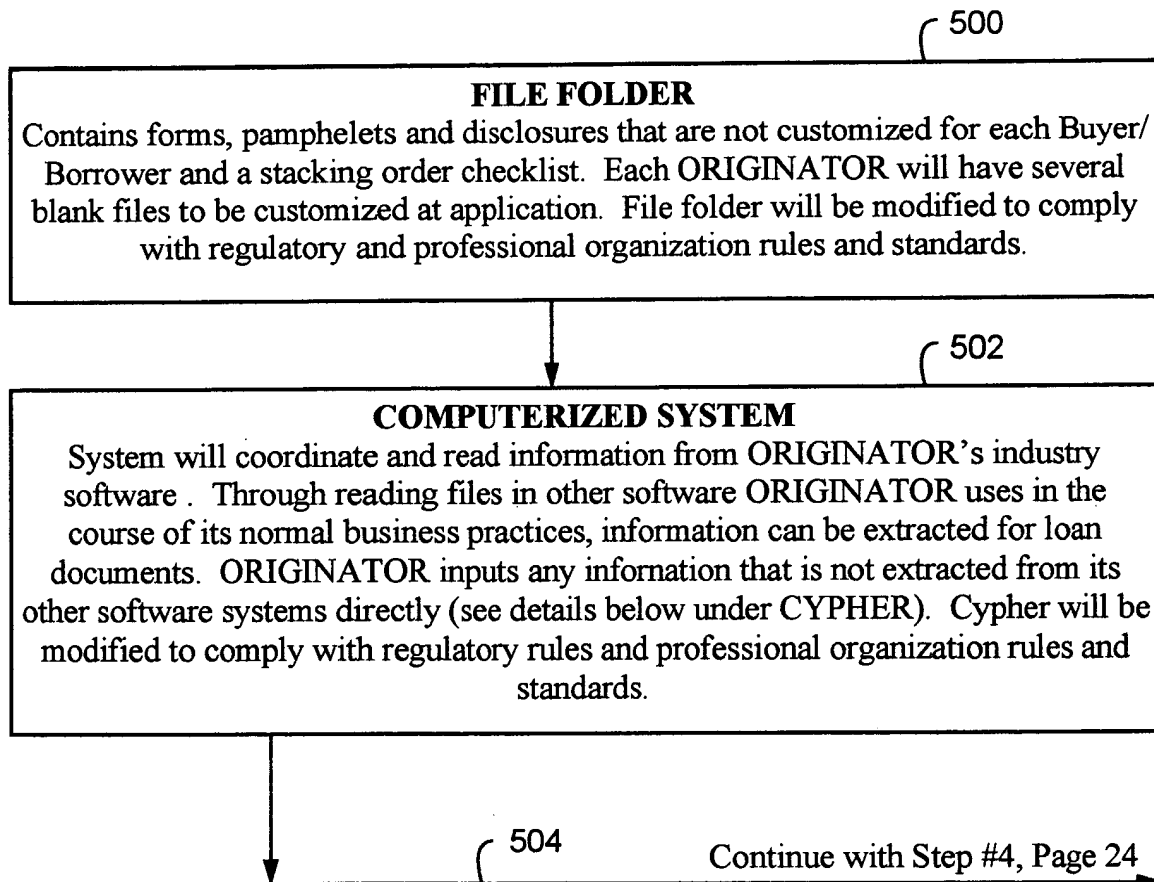 500
FILE FOLDER
Contains forms, pamphelets and disclosures that are not customized for each Buyer/
Borrower and a stacking order checklist. Each ORIGINATOR will have several
blank files to be customized at application. File folder will be modified to comply
with regulatory and professional organization rules and standards.
502
COMPUTERIZED SYSTEM
System will coordinate and read information from ORIGINATOR's industry
software . Through reading files in other software ORIGINATOR uses in the
course of its normal business practices, information can be extracted for loan
documents. ORIGINATOR inputs any infornation that is not extracted from its
other software systems directly (see details below under CYPHER). Cypher will be
modified to comply with regulatory rules and professional organization rules and
standards.
504
Continue with Step #4, Page 24